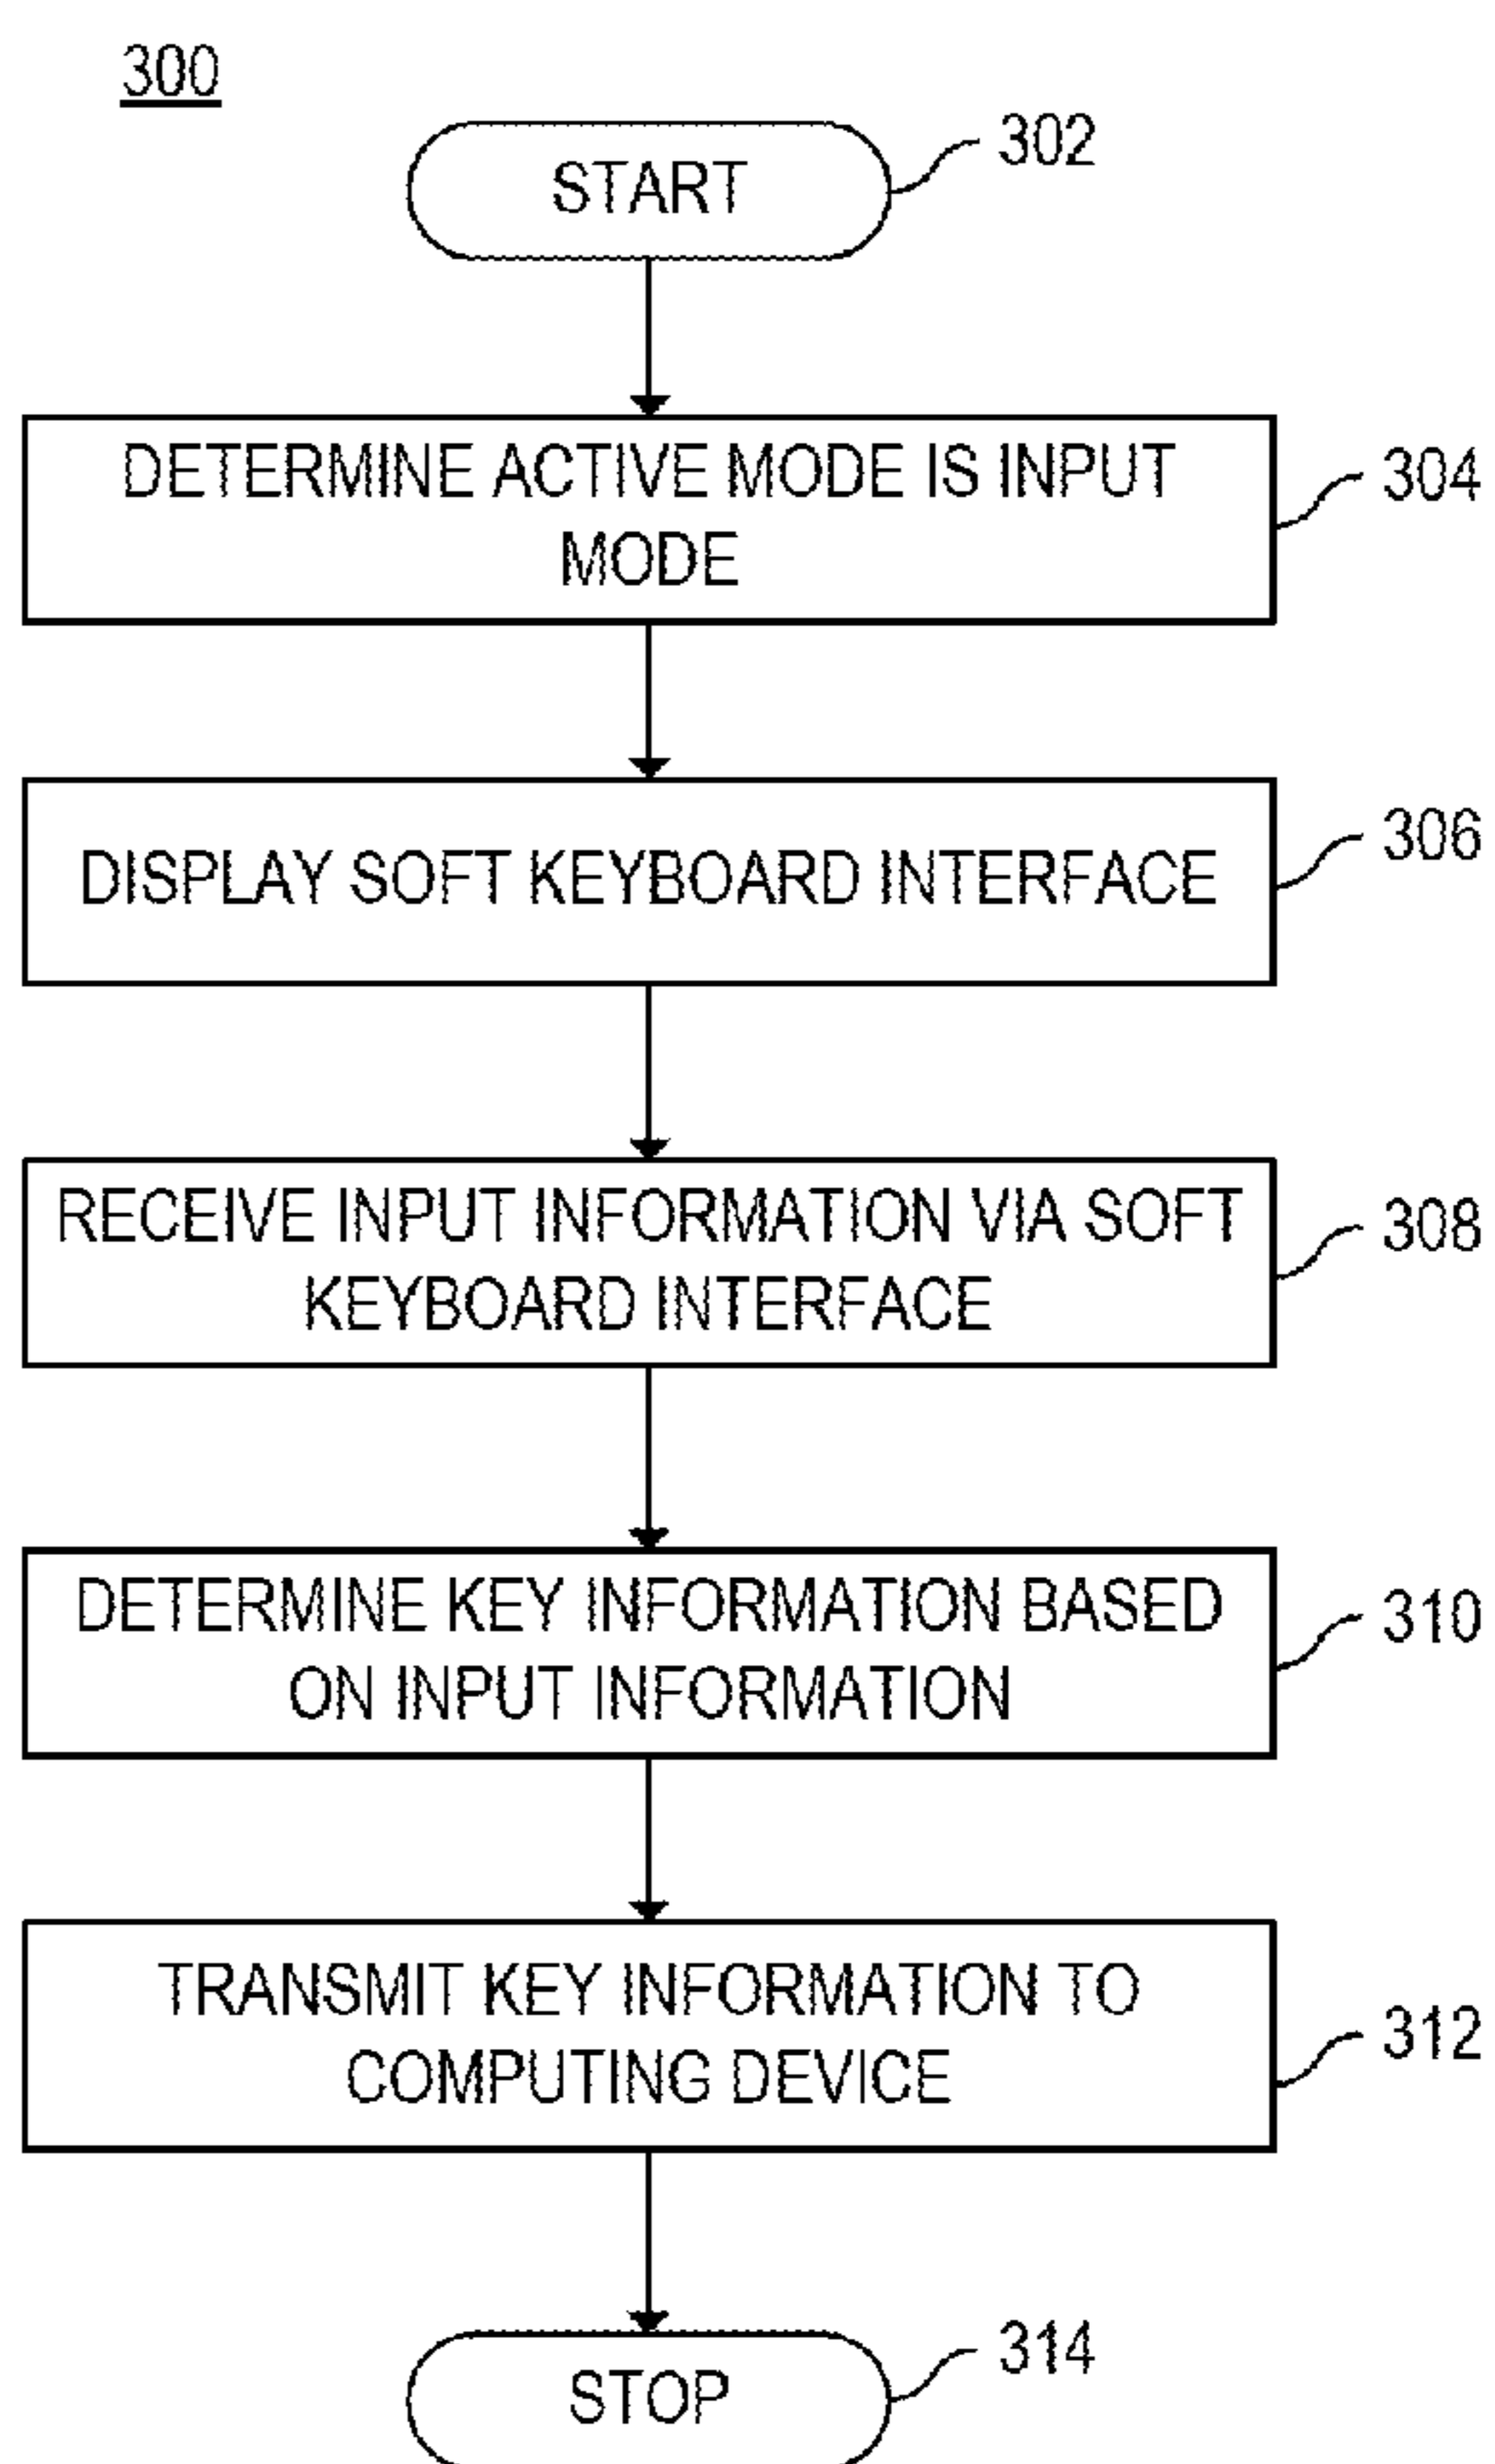 300
START
302
DETERMINE ACTIVE MODE IS INPUT
MODE
304
DISPLAY SOFT KEYBOARD INTERFACE
306
RECEIVE INPUT INFORMATION VIA SOFT
KEYBOARD INTERFACE
308
DETERMINE KEY INFORMATION BASED
ON INPUT INFORMATION
310
TRANSMIT KEY INFORMATION TO
COMPUTING DEVICE
312
STOP
314